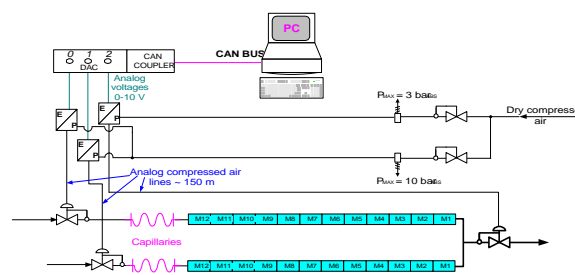 PC
0 1 2
DAC
CAN
COUPLER
CAN BUS
Analog
voltages
0-10 V
E
P
E
P
E
P
PMAX = 3 barABS
Dry compress
air
PMAX = 10 barABS
Analog compressed air
lines ~ 150 m
Capillaries
M12 M11 M10 M9 M8 M7 M6 M5 M4 M3 M2 M1
M12 M11 M10 M9 M8 M7 M6 M5 M4 M3 M2 M1